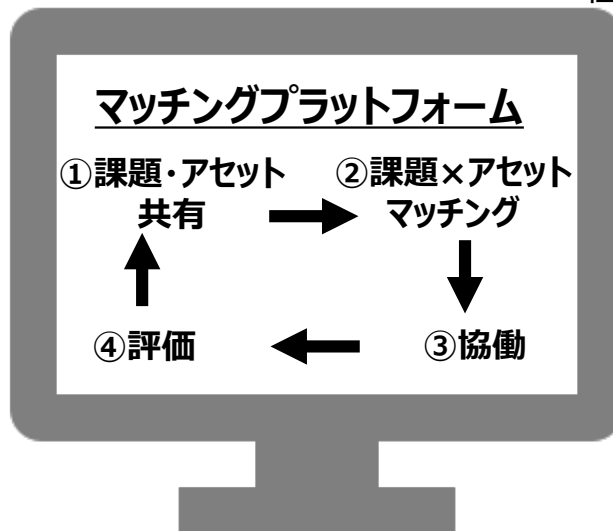 マッチングプラットフォーム
①課題・アセット
共有
②課題×アセット
マッチング
③協働
④評価